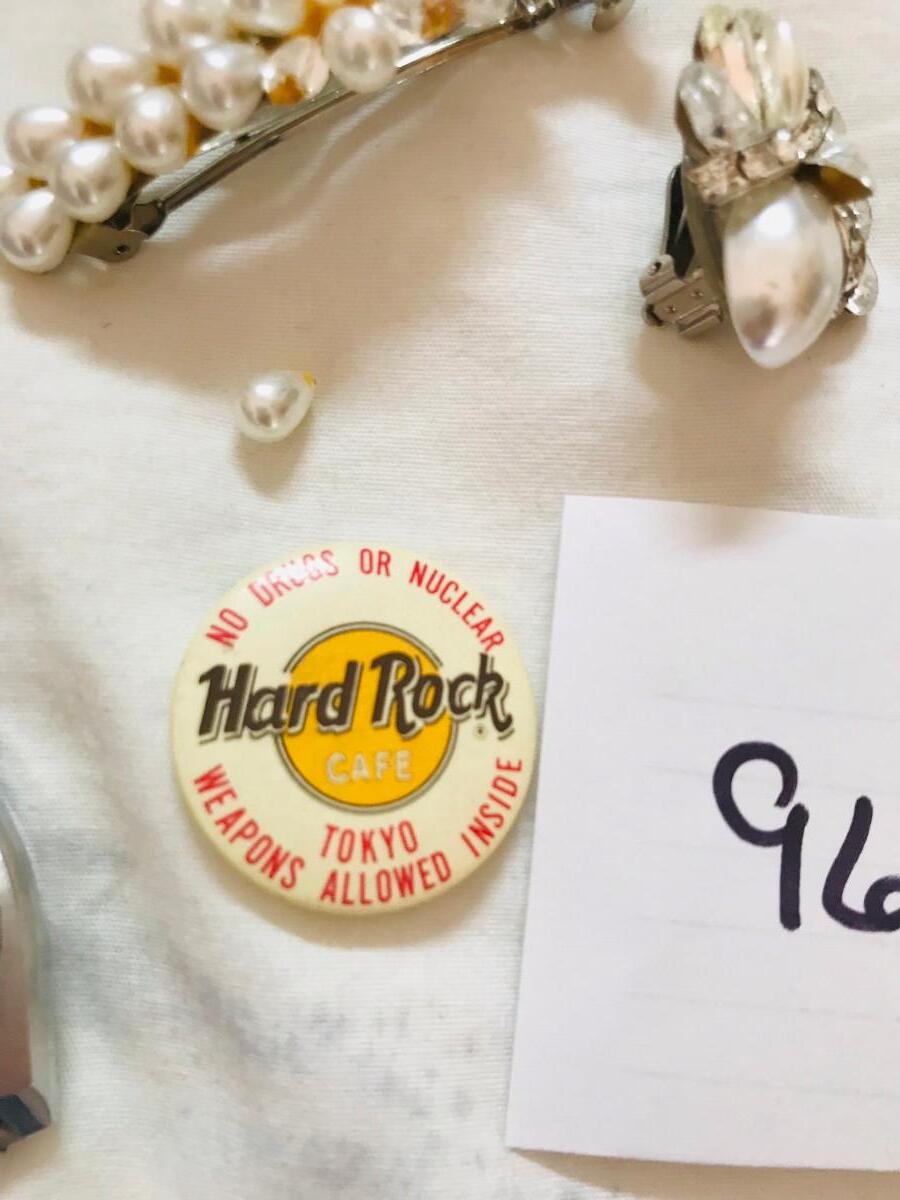 NO DRUGS OR NUCLEAR
Hard Rock
CAFE
TOKYO
WEAPONS ALLOWED INSIDE
96